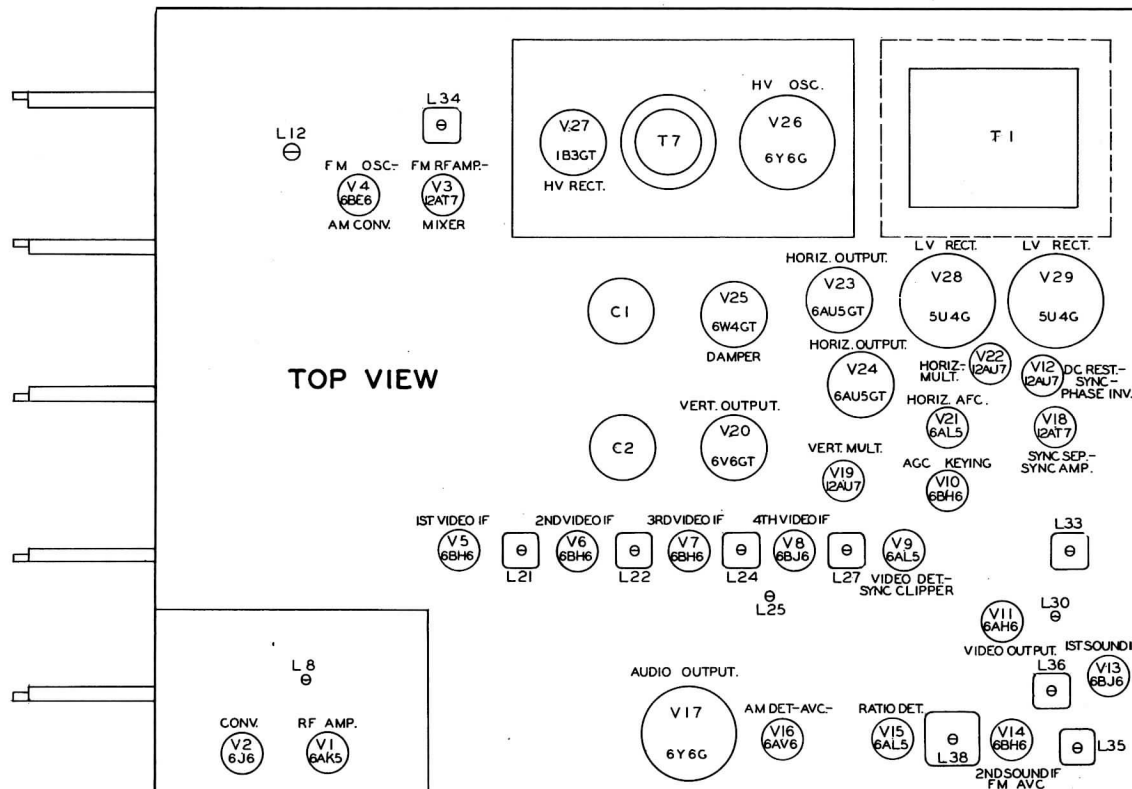 L34
L12
FM OSC.-
V4
6BE6
AM CONV.
FM RF AMP.-
V3
12AT7
MIXER
V27
1B3GT
HV RECT.
T7
HV OSC.
V26
6Y6G
T1
HORIZ. OUTPUT.
V23
6AU5GT
LV RECT.
V28
5U4G
LV RECT.
V29
5U4G
C1
V25
6W4GT
DAMPER
TOP VIEW
HORIZ. OUTPUT.
V24
6AU5GT
HORIZ.-
MULT.
V22
12AU7
V12
12AU7
DC REST.-
SYNC-
PHASE INV.
HORIZ. AFC.
V21
6AL5
V18
12AT7
SYNC SEP.-
SYNC AMP.
C2
VERT. OUTPUT.
V20
6V6GT
VERT. MULT.
V19
12AU7
AGC KEYING
V10
6BH6
1ST VIDEO IF
V5
6BH6
L21
2ND VIDEO IF
V6
6BH6
L22
3RD VIDEO IF
V7
6BH6
L24
4TH VIDEO IF
V8
6BJ6
L25
L27
V9
6AL5
VIDEO DET.-
SYNC CLIPPER
L33
V11
6AH6
VIDEO OUTPUT.
L30
1ST SOUND IF
V13
6BJ6
L36
L8
CONV.
V2
6J6
RF AMP.
V1
6AK5
AUDIO OUTPUT.
V17
6Y6G
AM DET-AVC-
V16
6AV6
RATIO DET.
V15
6AL5
L38
V14
6BH6
2ND SOUND IF
FM AVC
L35